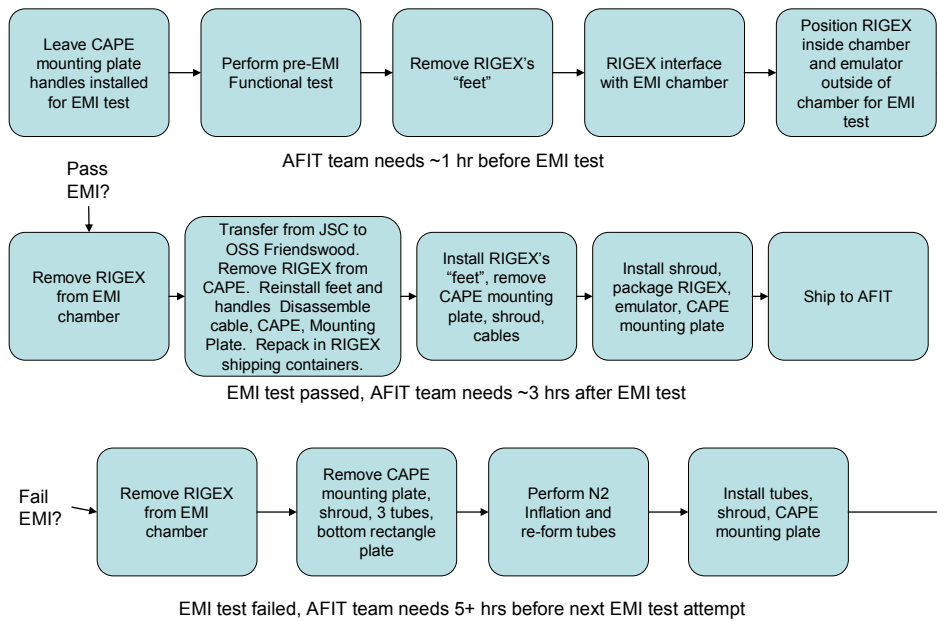 Leave CAPE
mounting plate
handles installed
for EMI test
Perform pre-EMI
Functional test
Remove RIGEX's
“feet”
RIGEX interface
with EMI chamber
Position RIGEX
inside chamber
and emulator
outside of
chamber for EMI
test
AFIT team needs ~1 hr before EMI test
Pass
EMI?
Remove RIGEX
from EMI
chamber
Transfer from JSC to
OSS Friendswood.
Remove RIGEX from
CAPE.  Reinstall feet and
handles  Disassemble
cable, CAPE, Mounting
Plate.  Repack in RIGEX
shipping containers.
Install RIGEX's
“feet”, remove
CAPE mounting
plate, shroud,
cables
Install shroud,
package RIGEX,
emulator, CAPE
mounting plate
Ship to AFIT
EMI test passed, AFIT team needs ~3 hrs after EMI test
Fail
EMI?
Remove RIGEX
from EMI
chamber
Remove CAPE
mounting plate,
shroud, 3 tubes,
bottom rectangle
plate
Perform N2
Inflation and
re-form tubes
Install tubes,
shroud, CAPE
mounting plate
EMI test failed, AFIT team needs 5+ hrs before next EMI test attempt